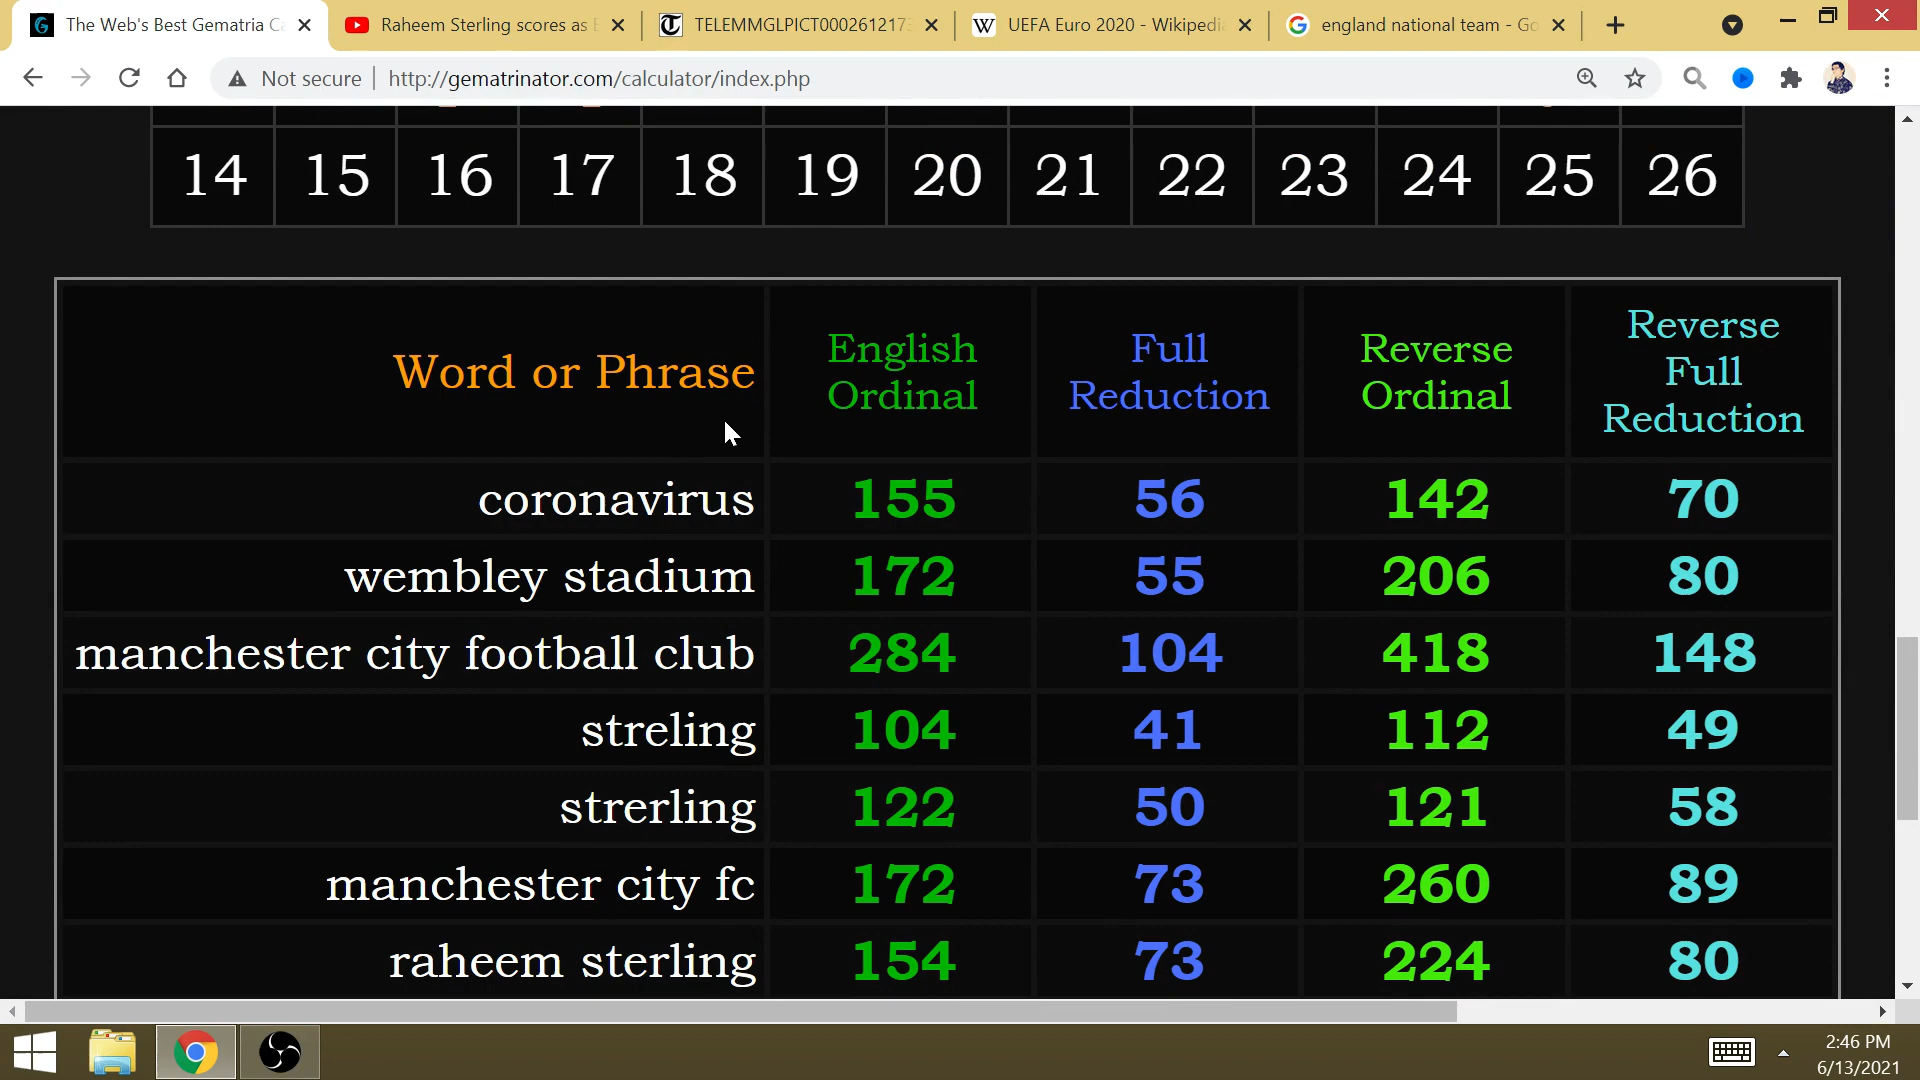 The Web's Best Gematria Ca
Raheem Sterling scores as E
TELEMMGLPICT0002612173
UEFA Euro 2020 - Wikipedia
england national team - Go
Not secure
http://gematrinator.com/calculator/index.php
14 15 16 17 18 19 20 21 22 23 24 25 26
Word or Phrase English Ordinal Full Reduction Reverse Ordinal Reverse Full Reduction
coronavirus 155 56 142 70
wembley stadium 172 55 206 80
manchester city football club 284 104 418 148
streling 104 41 112 49
strerling 122 50 121 58
manchester city fc 172 73 260 89
raheem sterling 154 73 224 80
2:46 PM
6/13/2021